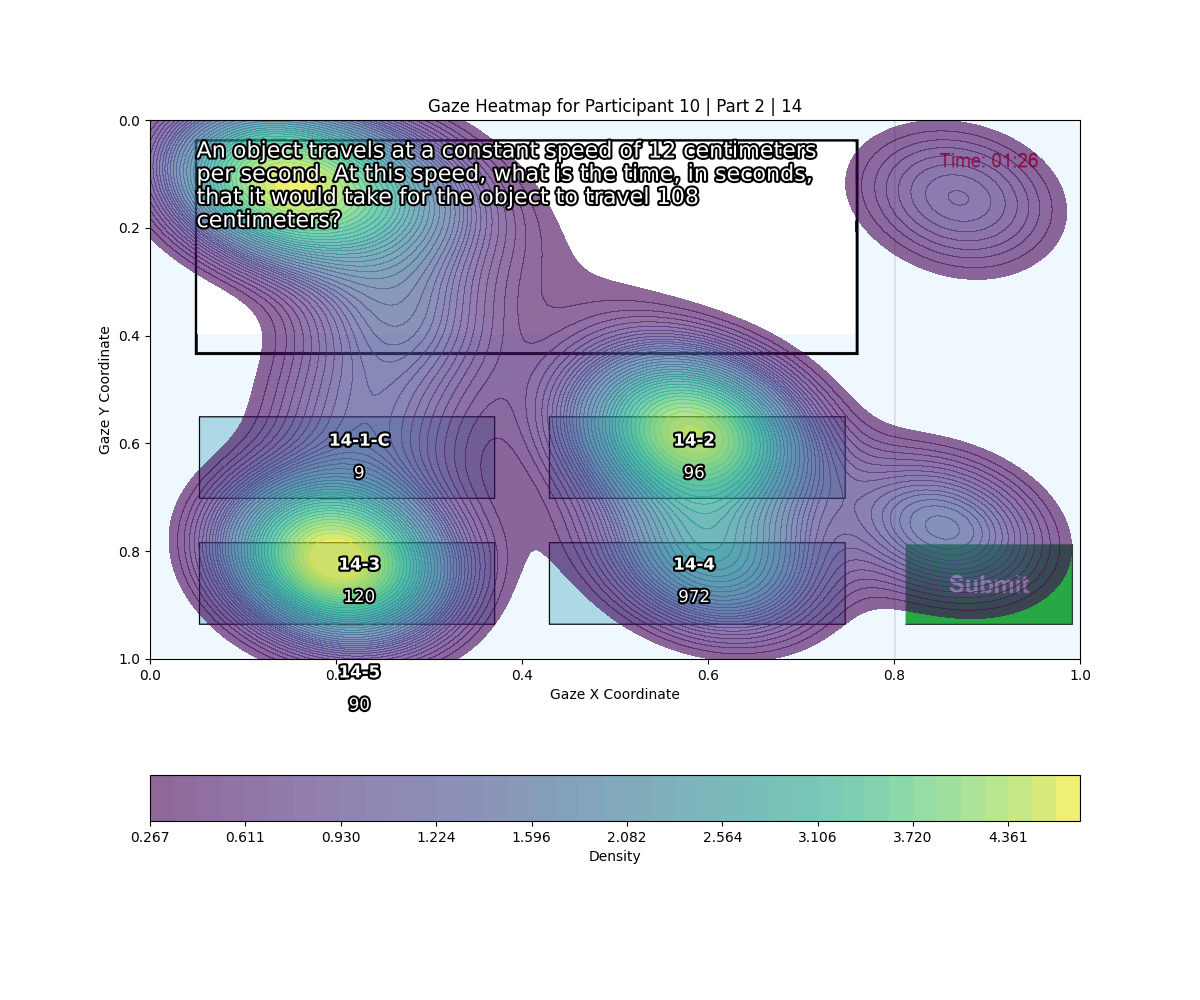 Gaze Heatmap for Participant 10 | Part 2 | 14
An object travels at a constant speed of 12 centimeters
per second. At this speed, what is the time, in seconds,
that it would take for the object to travel 108
centimeters?
Time: 01:26
0.0
0.2
0.4
0.6
0.8
1.0
Gaze Y Coordinate
14-1-C
9
14-2
96
14-3
120
14-4
972
Submit
14-5
90
0.0 0.4 0.6 0.8 1.0
Gaze X Coordinate
0.267 0.611 0.930 1.224 1.596 2.082 2.564 3.106 3.720 4.361
Density